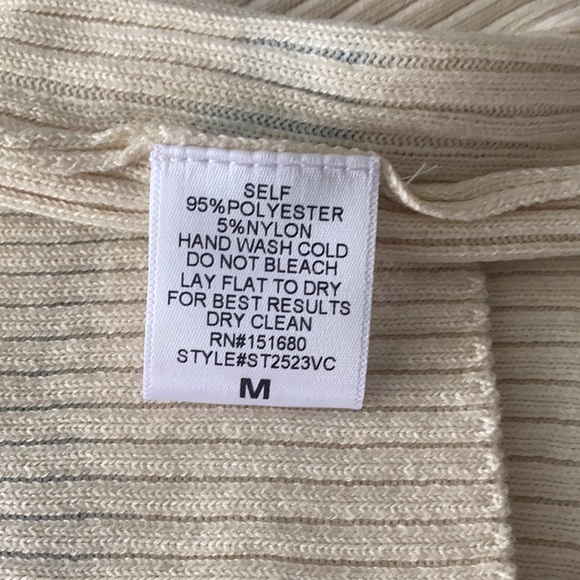 SELF
95%POLYESTER
5%NYLON
HAND WASH COLD
DO NOT BLEACH
LAY FLAT TO DRY
FOR BEST RESULTS
DRY CLEAN
RN#151680
STYLE#ST2523VC
M